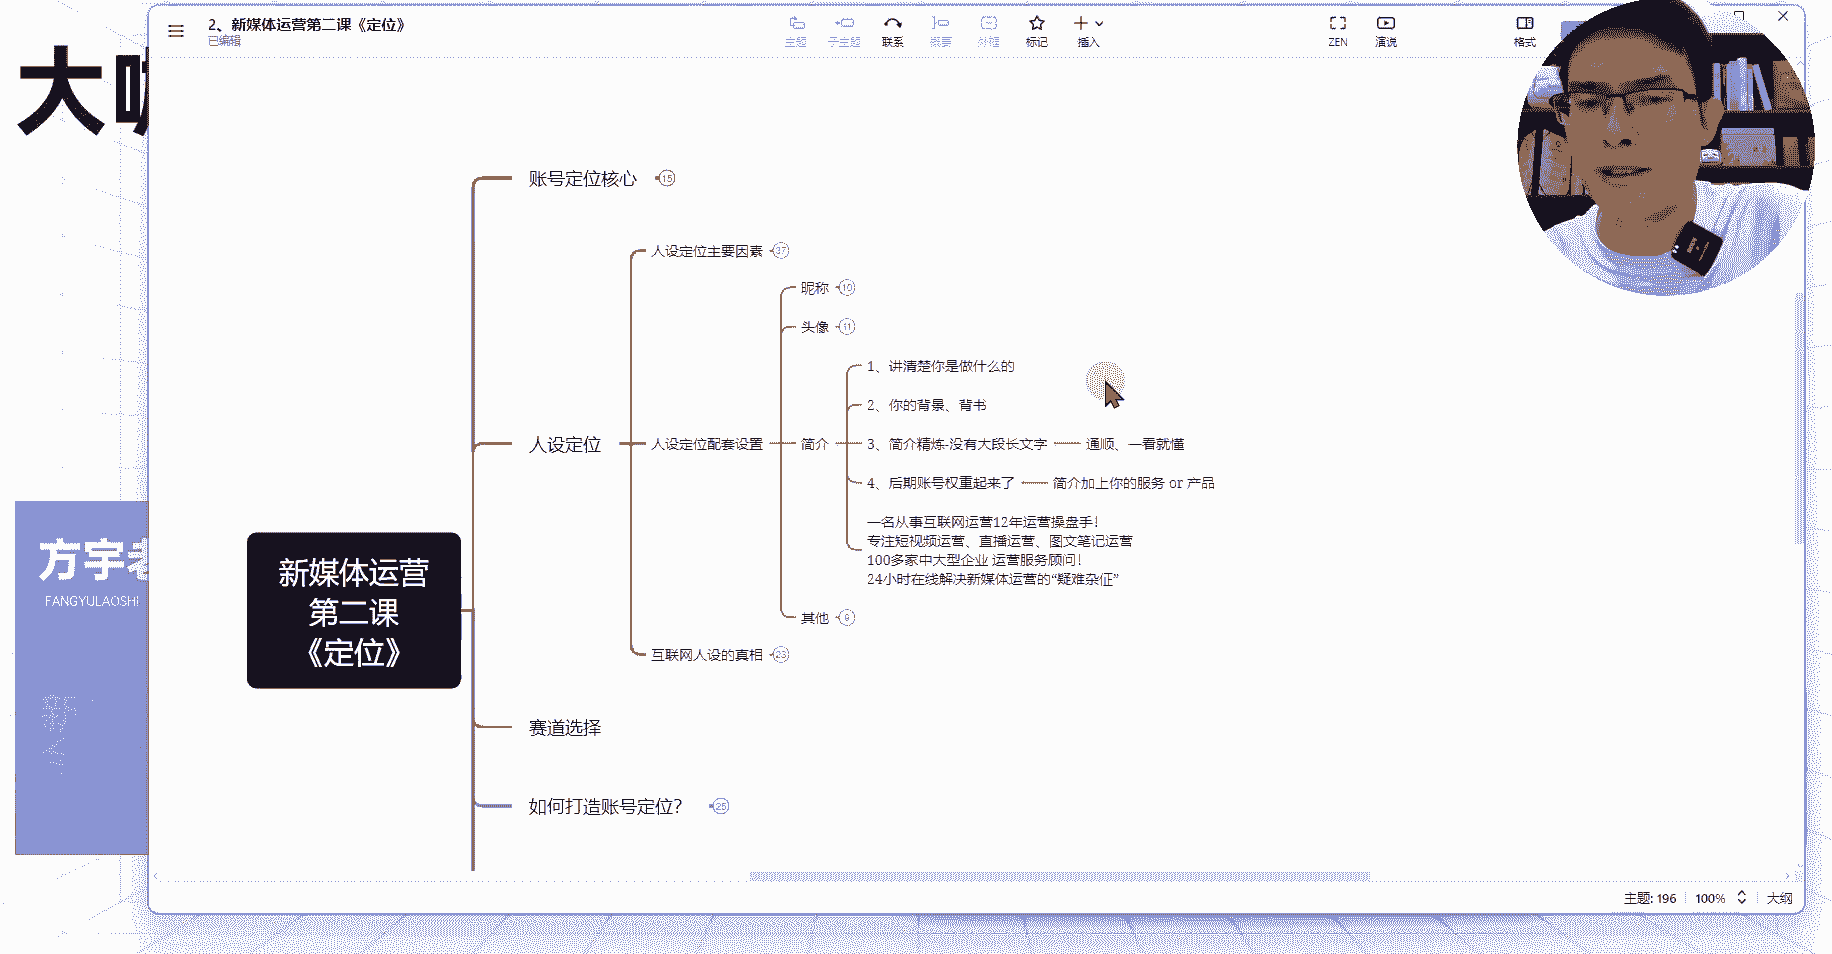 2、新媒体运营第二课《定位》
已编辑
主题
子主题
联系
概要
外框
标记
插入
ZEN
演说
格式
大
方宇老
FANGYULAOSHI
账号定位核心 15
人设定位主要因素 37
昵称 10
头像 11
1、讲清楚你是做什么的
2、你的背景、背书
人设定位
人设定位配套设置
简介
3、简介精炼-没有大段长文字
通顺、一看就懂
4、后期账号权重起来了
简介加上你的服务 or 产品
一名从事互联网运营12年运营操盘手!
专注短视频运营、直播运营、图文笔记运营
100多家中大型企业 运营服务顾问!
24小时在线解决新媒体运营的“疑难杂征”
其他 9
互联网人设的真相 23
新媒体运营
第二课
《定位》
赛道选择
如何打造账号定位? 25
主题: 196
100%
大纲